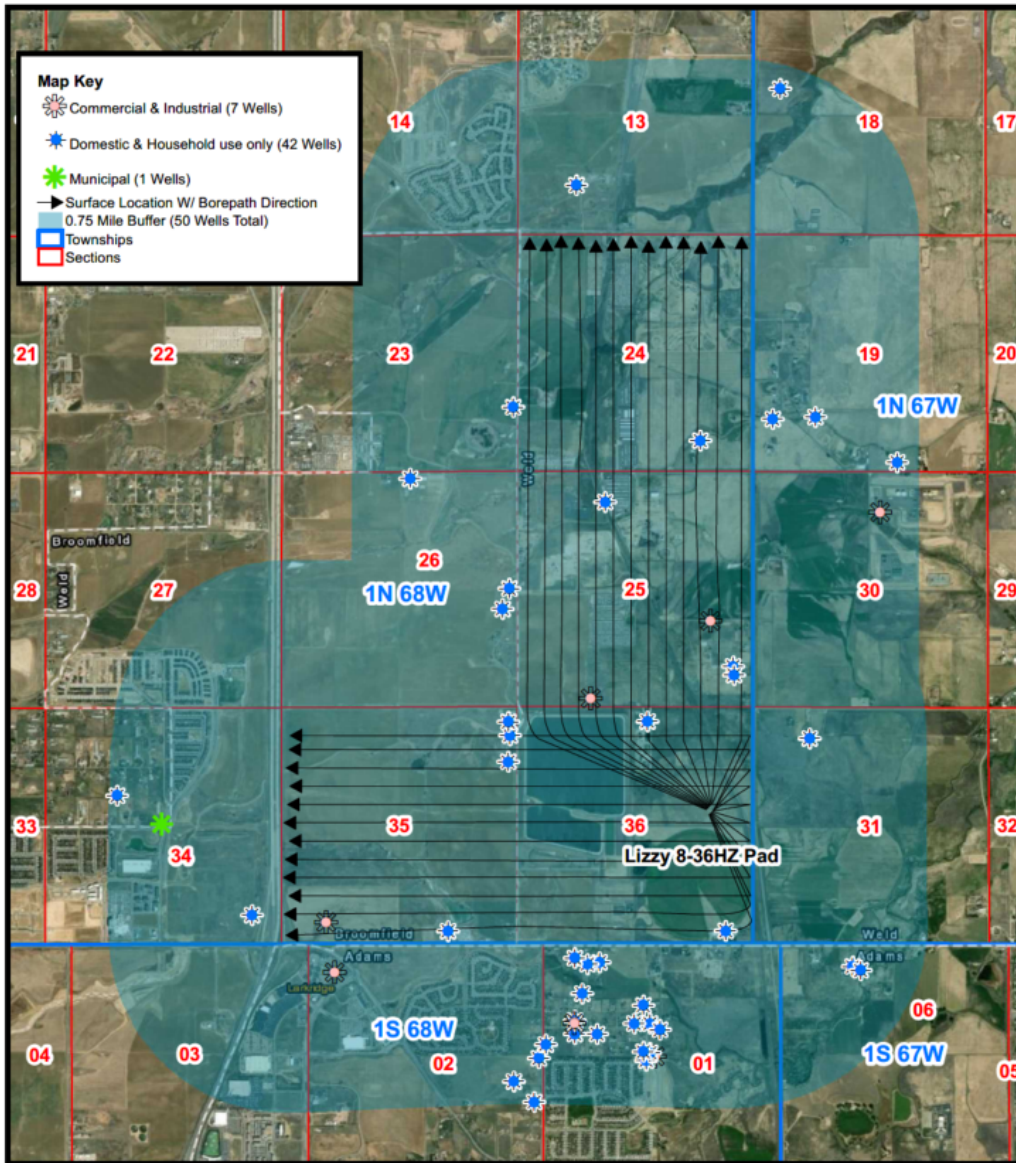 Map Key
Commercial & Industrial (7 Wells)
Domestic & Household use only (42 Wells)
Municipal (1 Wells)
Surface Location W/ Borepath Direction
0.75 Mile Buffer (50 Wells Total)
Townships
Sections
14
13
18
17
21
22
23
24
19
20
1N 67W
Weld
Broomfield
Weld
28
27
26
1N 68W
25
30
29
33
34
35
36
31
32
Lizzy 8-36HZ Pad
Broomfield
Adams
Weld
Adams
Larkridge
1S 68W
06
04
03
02
01
1S 67W
05